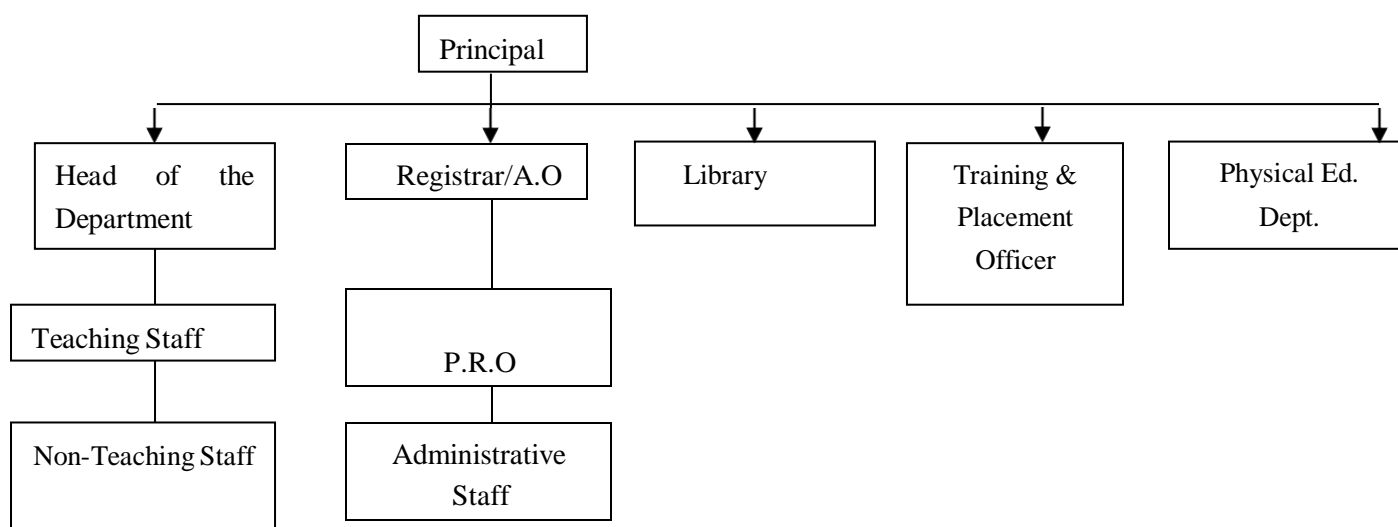 Principal
Head of the
Department
Registrar/A.O
Library
Training &
Placement
Officer
Physical Ed.
Dept.
Teaching Staff
P.R.O
Non-Teaching Staff
Administrative
Staff